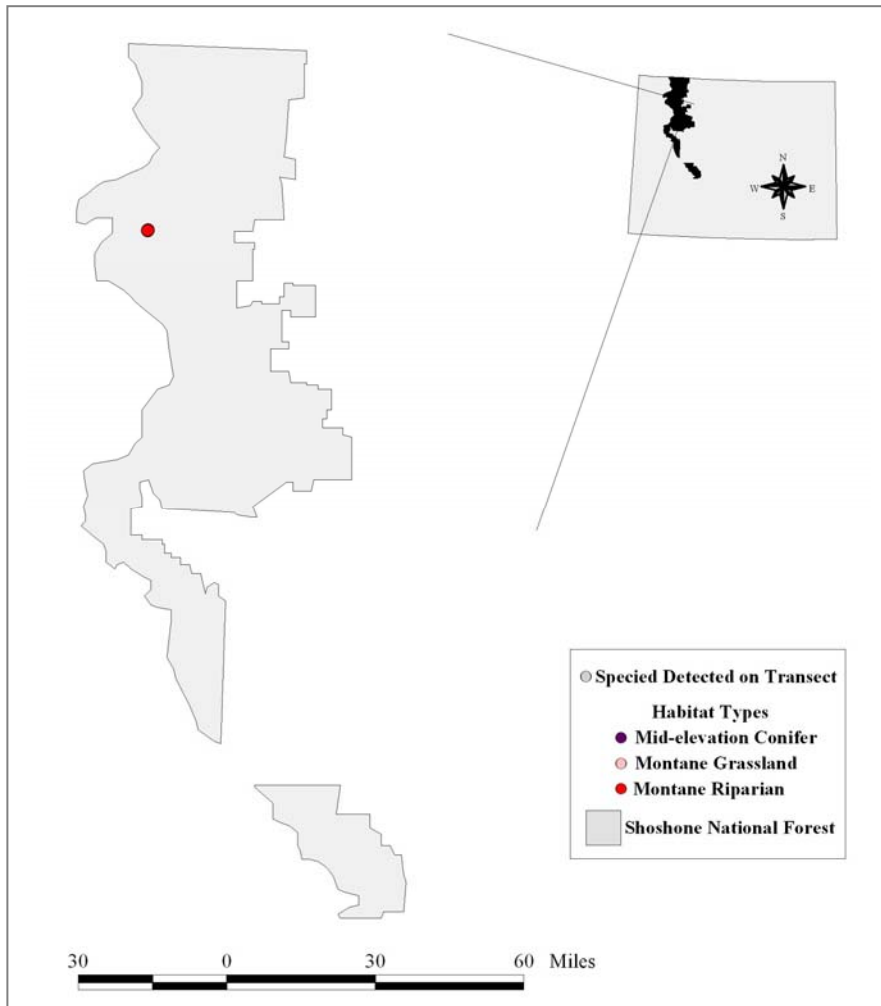 N
W E
S
Specied Detected on Transect
Habitat Types
Mid-elevation Conifer
Montane Grassland
Montane Riparian
Shoshone National Forest
30 0 30 60 Miles